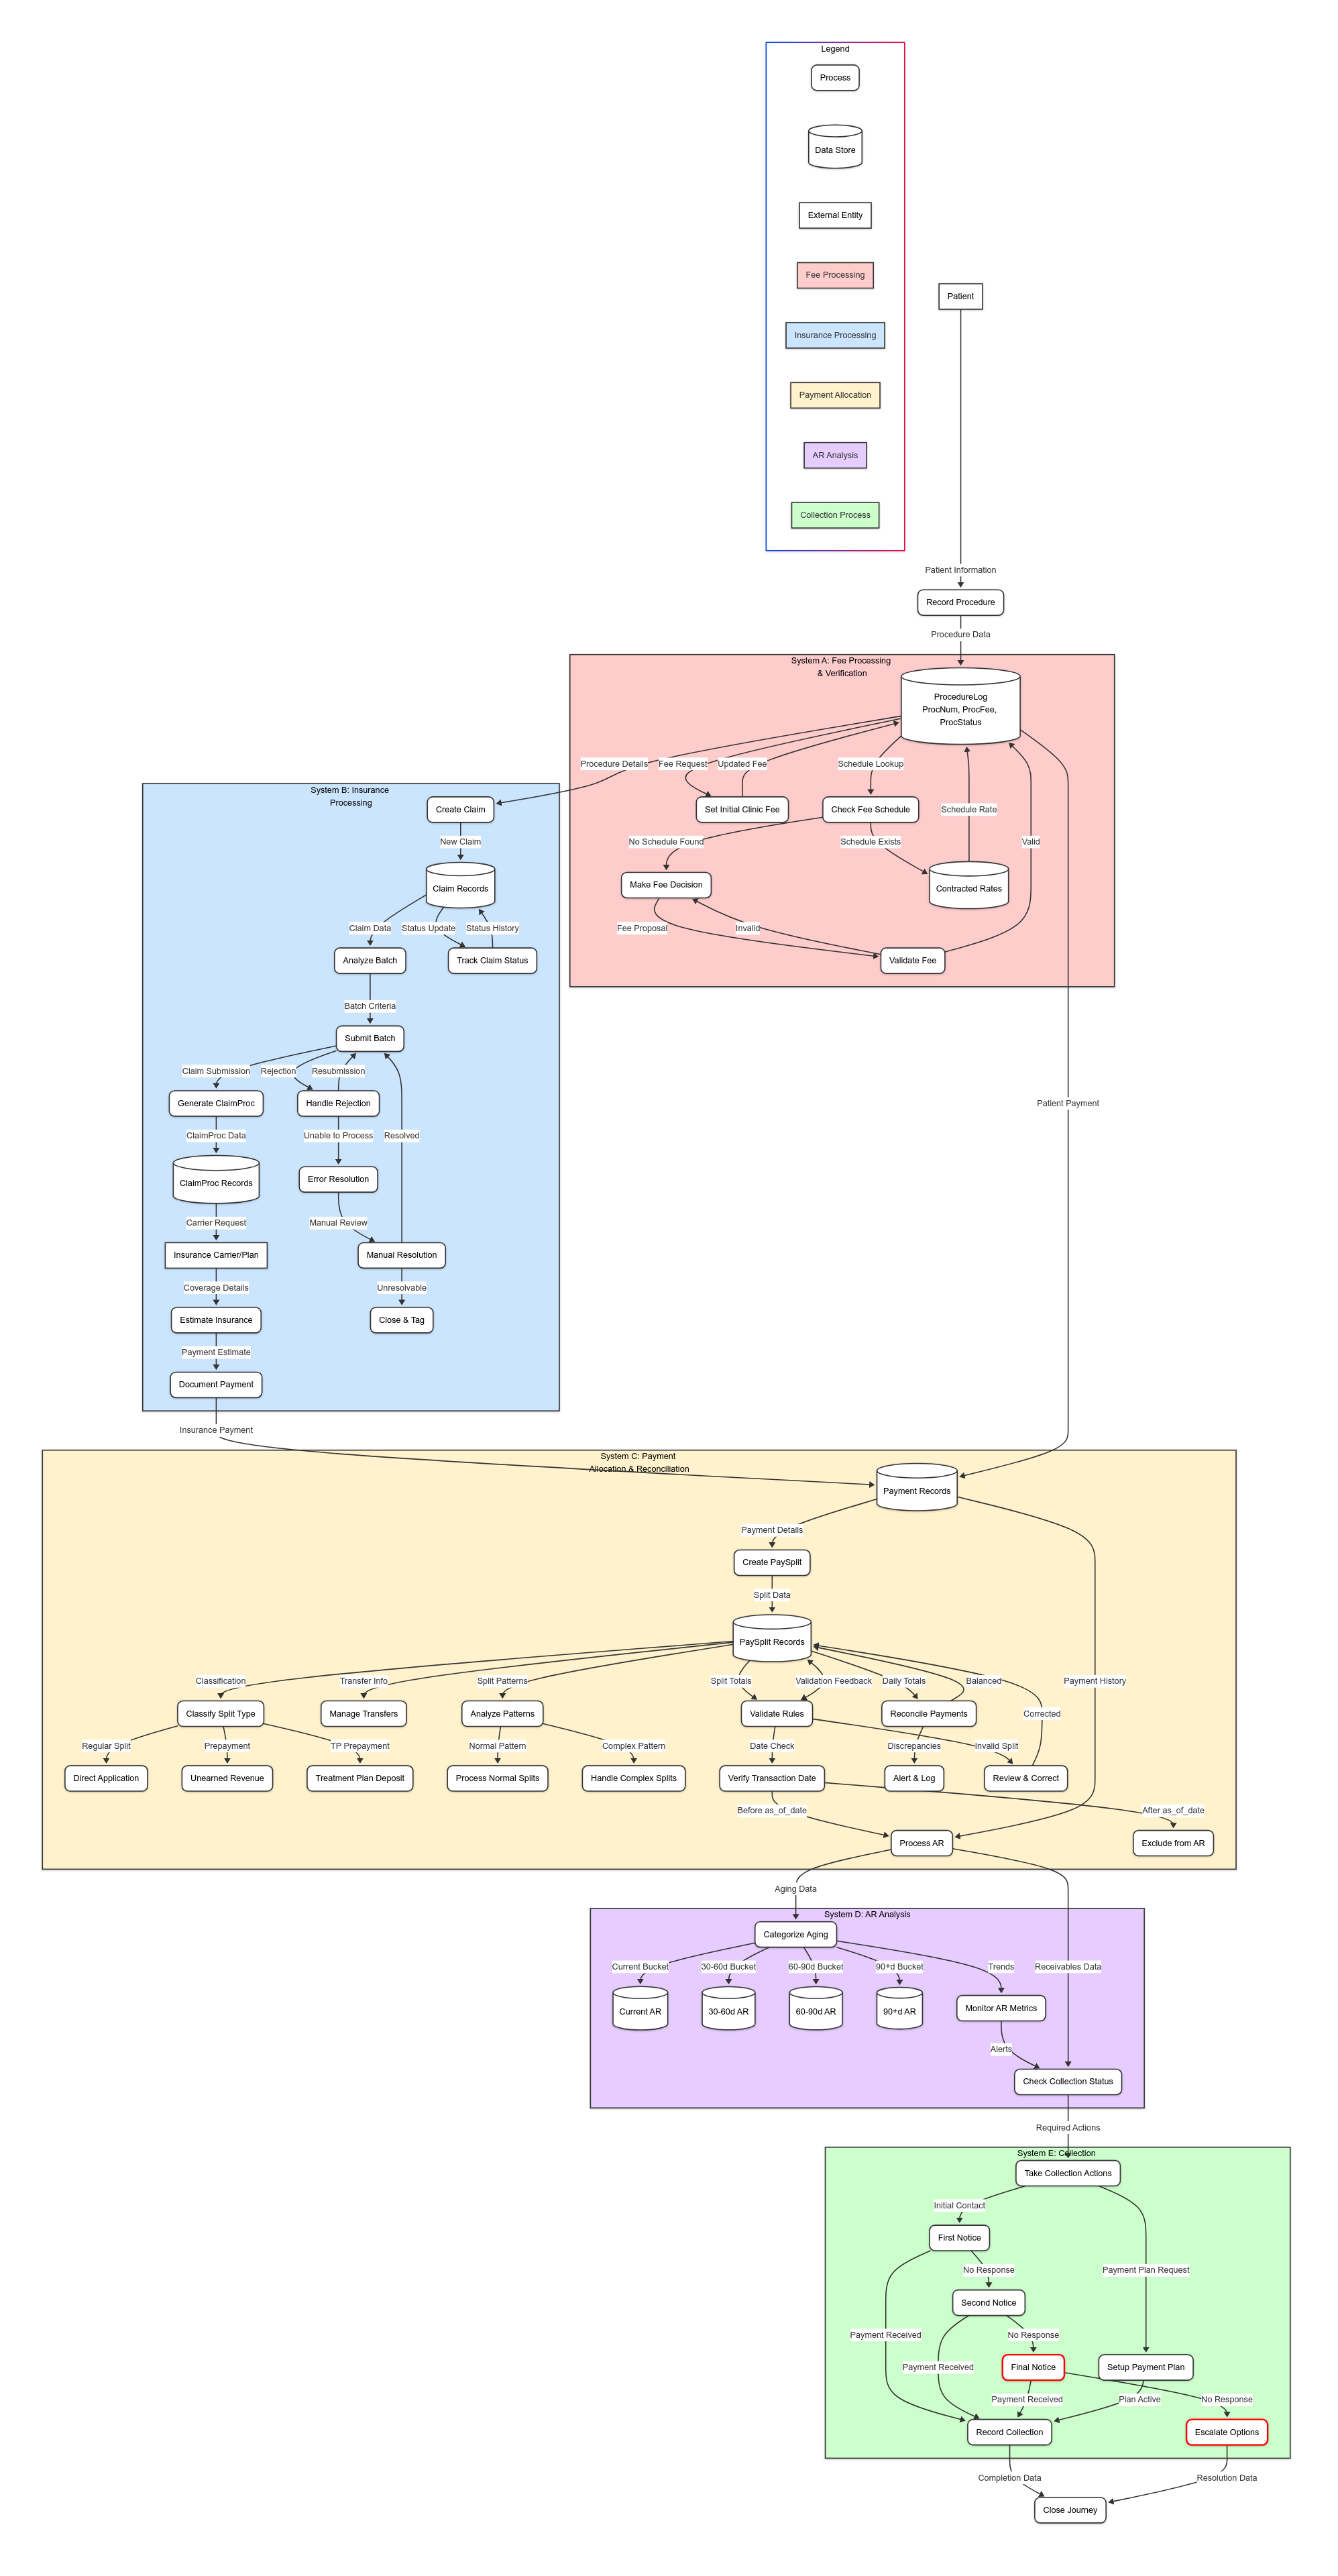 Legend
Process
Data Store
External Entity
Fee Processing
Patient
Insurance Processing
Payment Allocation
AR Analysis
Collection Process
Patient Information
Record Procedure
Procedure Data
System A: Fee Processing
& Verification
ProcedureLog
ProcNum, ProcFee,
ProcStatus
Procedure Details
Fee Request
Updated Fee
Schedule Lookup
Set Initial Clinic Fee
Check Fee Schedule
Schedule Rate
No Schedule Found
Schedule Exists
Valid
Make Fee Decision
Contracted Rates
Fee Proposal
Invalid
Validate Fee
System B: Insurance
Processing
Create Claim
New Claim
Claim Records
Claim Data
Status Update
Status History
Analyze Batch
Track Claim Status
Batch Criteria
Submit Batch
Claim Submission
Rejection
Resubmission
Generate ClaimProc
Handle Rejection
ClaimProc Data
Unable to Process
Resolved
ClaimProc Records
Error Resolution
Carrier Request
Manual Review
Insurance Carrier/Plan
Manual Resolution
Coverage Details
Unresolvable
Estimate Insurance
Close & Tag
Payment Estimate
Document Payment
Insurance Payment
Patient Payment
System C: Payment
Allocation & Reconciliation
Payment Records
Payment Details
Create PaySplit
Split Data
PaySplit Records
Classification
Transfer Info
Split Patterns
Split Totals
Validation Feedback
Daily Totals
Balanced
Payment History
Classify Split Type
Manage Transfers
Analyze Patterns
Validate Rules
Reconcile Payments
Corrected
Regular Split
Prepayment
TP Prepayment
Normal Pattern
Complex Pattern
Date Check
Discrepancies
Invalid Split
Direct Application
Unearned Revenue
Treatment Plan Deposit
Process Normal Splits
Handle Complex Splits
Verify Transaction Date
Alert & Log
Review & Correct
Before as_of_date
After as_of_date
Process AR
Exclude from AR
Aging Data
System D: AR Analysis
Categorize Aging
Current Bucket
30-60d Bucket
60-90d Bucket
90+d Bucket
Trends
Receivables Data
Current AR
30-60d AR
60-90d AR
90+d AR
Monitor AR Metrics
Alerts
Check Collection Status
Required Actions
System E: Collection
Take Collection Actions
Initial Contact
First Notice
No Response
Payment Plan Request
Second Notice
Payment Received
No Response
Payment Received
Final Notice
Setup Payment Plan
Payment Received
Plan Active
No Response
Record Collection
Escalate Options
Completion Data
Resolution Data
Close Journey